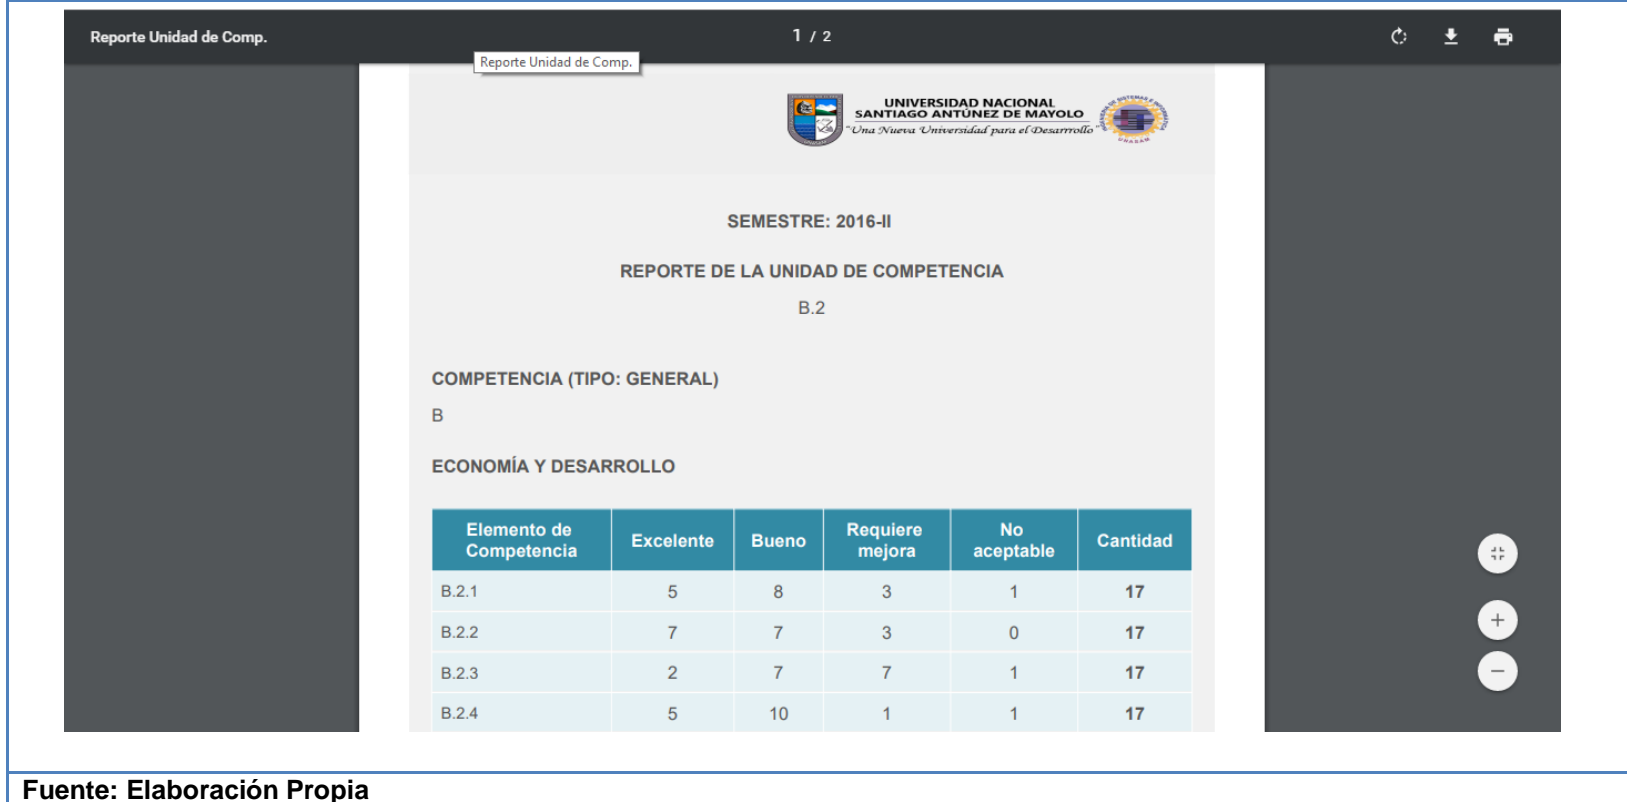 Reporte Unidad de Comp.
1 / 2
Reporte Unidad de Comp.
UNIVERSIDAD NACIONAL
SANTIAGO ANTÚNEZ DE MAYOLO
"Una Nueva Universidad para el Desarrrollo"
SEMESTRE: 2016-II
REPORTE DE LA UNIDAD DE COMPETENCIA
B.2
COMPETENCIA (TIPO: GENERAL)
B
ECONOMÍA Y DESARROLLO
Elemento de Competencia Excelente Bueno Requiere mejora No aceptable Cantidad
B.2.1 5 8 3 1 17
B.2.2 7 7 3 0 17
B.2.3 2 7 7 1 17
B.2.4 5 10 1 1 17
Fuente: Elaboración Propia